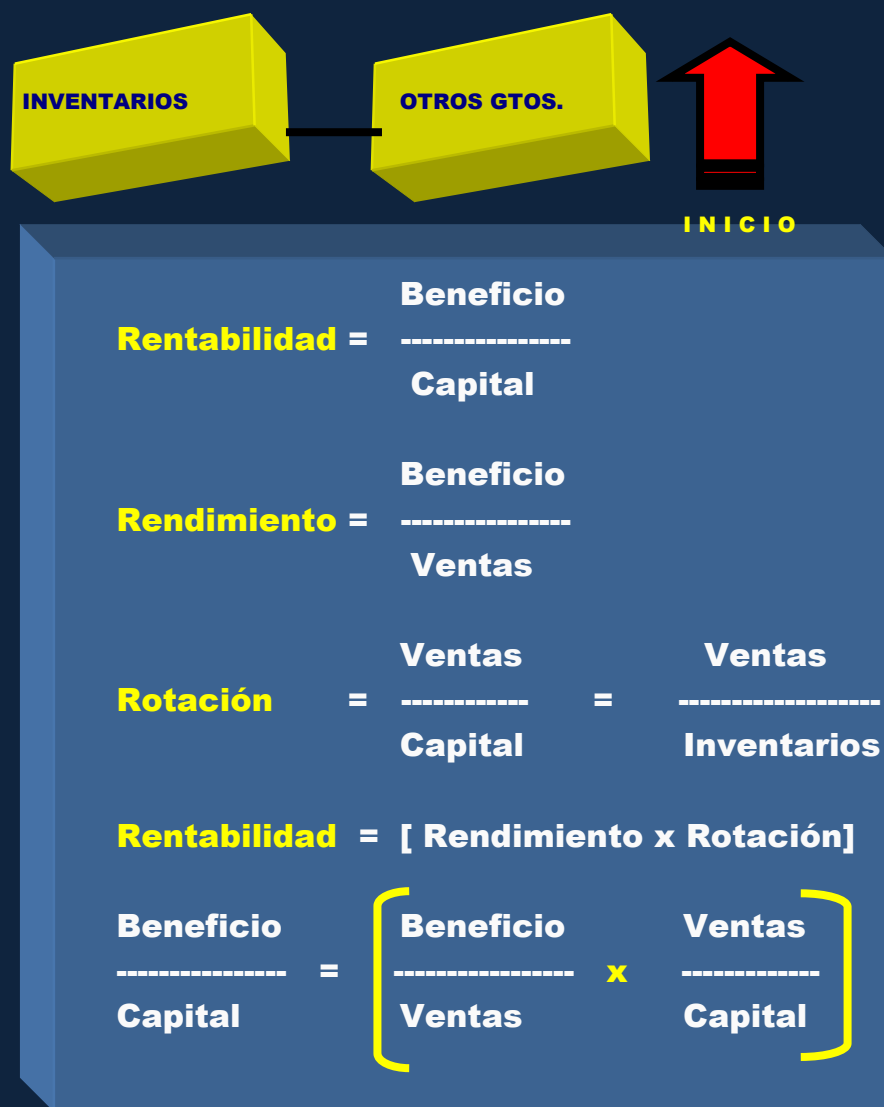 INVENTARIOS OTROS GTOS.
INICIO
Beneficio
Rentabilidad = ----------------
Capital
Beneficio
Rendimiento = ----------------
Ventas
Ventas Ventas
Rotación = ------------ = -------------------
Capital Inventarios
Rentabilidad = [ Rendimiento x Rotación]
Beneficio Beneficio Ventas
---------------- = ----------------- x -------------
Capital Ventas Capital